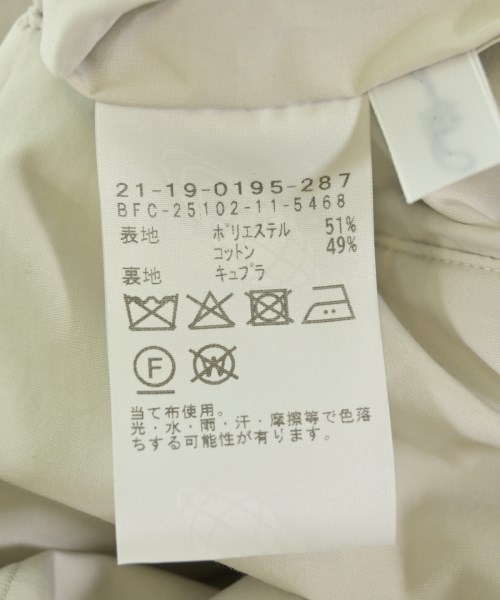 21-19-0195-287
BFC-25102-11-5468
表地 ポリエステル 51%
コットン 49%
裏地 キュプラ
F
W
当て布使用。
光・水・雨・汗・摩擦等で色落
ちする可能性が有ります。